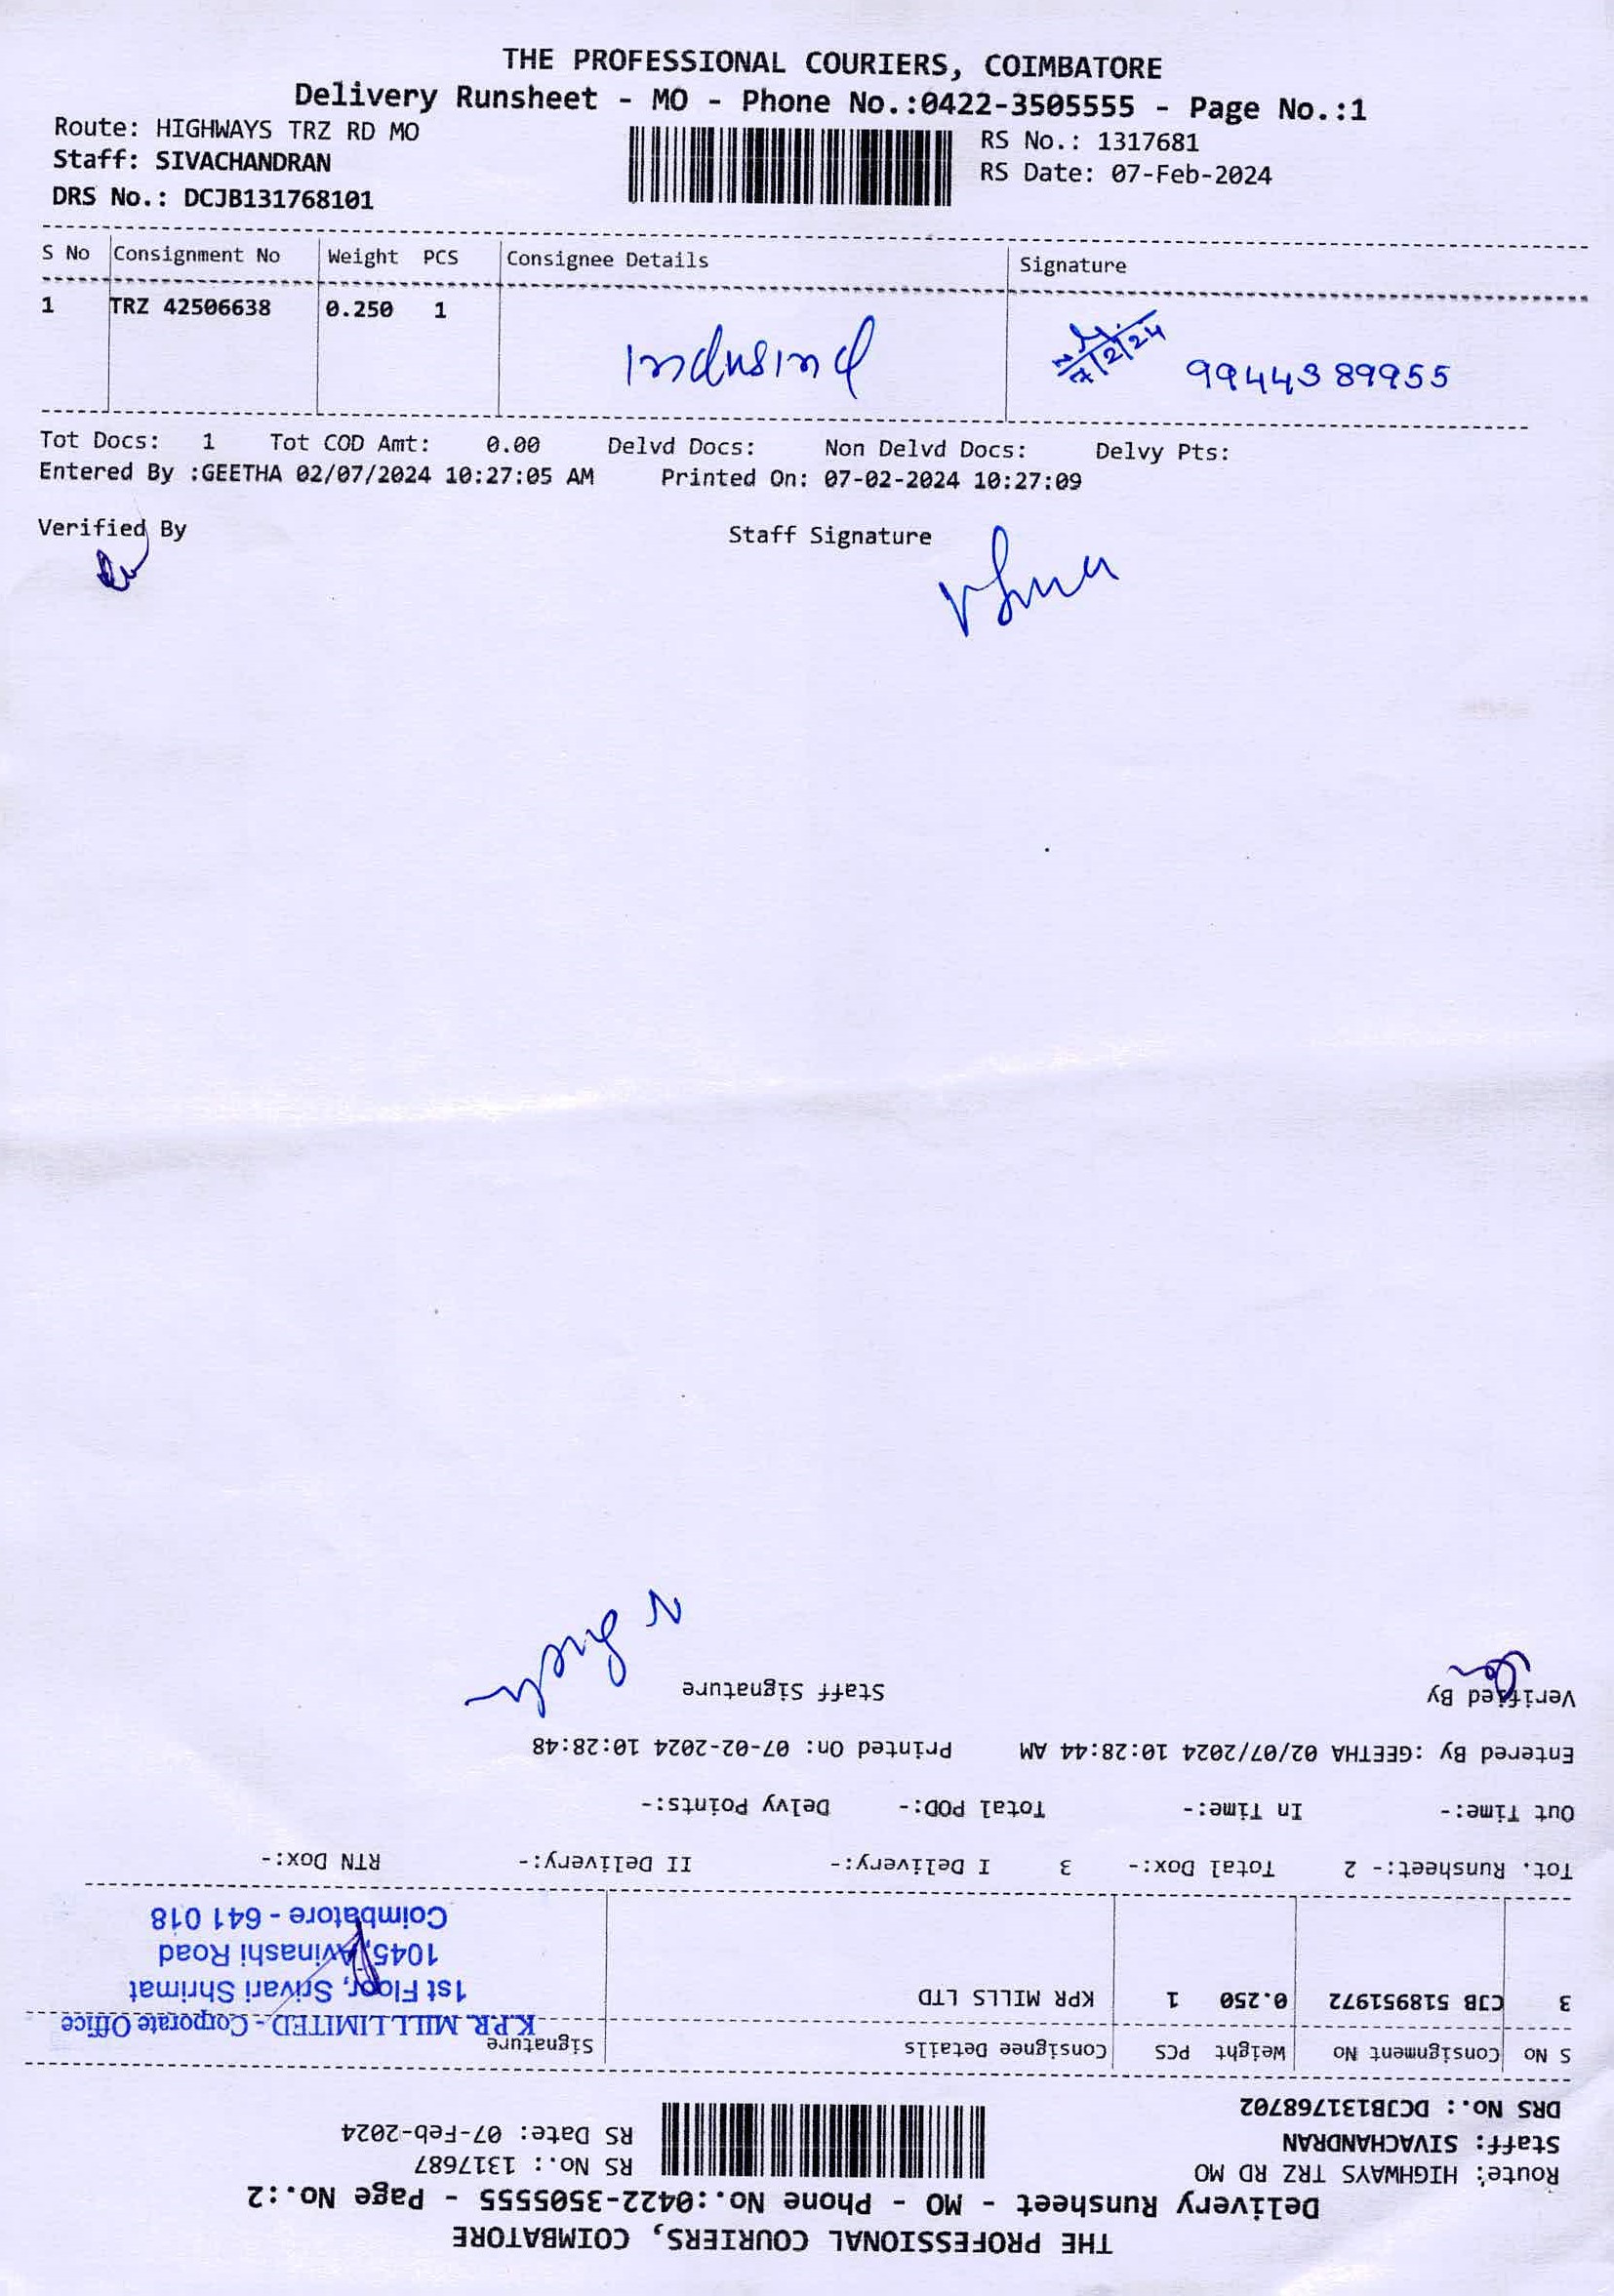 THE PROFESSIONAL COURIERS, COIMBATORE
Delivery Runsheet - MO - Phone No.:0422-3505555 - Page No.:1
Route: HIGHWAYS TRZ RD MO
Staff: SIVACHANDRAN
DRS No.: DCJB131768101
RS No.: 1317681
RS Date: 07-Feb-2024
S No Consignment No Weight PCS Consignee Details Signature
1 TRZ 42506638 0.250 1 Indusind 7/2/24 9944389955
Tot Docs: 1 Tot COD Amt: 0.00 Delvd Docs: Non Delvd Docs: Delvy Pts:
Entered By :GEETHA 02/07/2024 10:27:05 AM Printed On: 07-02-2024 10:27:09
Verified By Staff Signature
THE PROFESSIONAL COURIERS, COIMBATORE
Delivery Runsheet - MO - Phone No.:0422-3505555 - Page No.:2
Route: HIGHWAYS TRZ RD MO
Staff: SIVACHANDRAN
DRS No.: DCJB131768702
RS No.: 1317687
RS Date: 07-Feb-2024
S No Consignment No Weight PCS Consignee Details Signature
3 CJB 518951972 0.250 1 KPR MILLS LTD
K.P.R. MILL LIMITED - Corporate Office
1st Floor, Srivari Shrimat
1045, Avinashi Road
Coimbatore - 641 018
Tot. Runsheet:- 2 Total Dox:- 3 I Delivery:- II Delivery:- RTN Dox:-
Out Time:- In Time:- Total POD:- Delvy Points:-
Entered By :GEETHA 02/07/2024 10:28:44 AM Printed On: 07-02-2024 10:28:48
Verified By Staff Signature